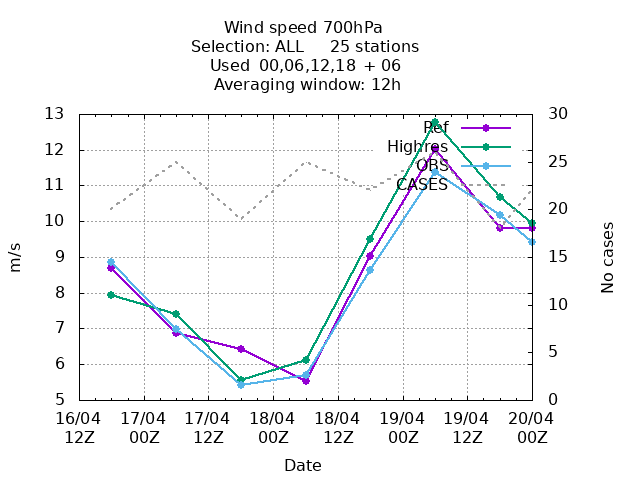 Wind speed 700hPa
Selection: ALL 25 stations
Used 00,06,12,18 + 06
Averaging window: 12h
13
12
11
10
9
8
7
6
5
30
25
20
15
10
5
0
Ref
Highres
OBS
CASES
m/s
No cases
16/04 17/04 17/04 18/04 18/04 19/04 19/04 20/04
12Z 00Z 12Z 00Z 12Z 00Z 12Z 00Z
Date